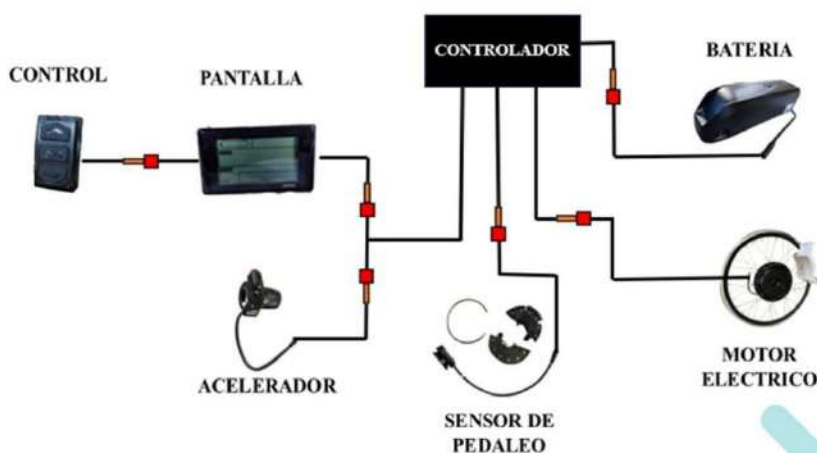 CONTROLADOR
BATERIA
CONTROL
PANTALLA
ACELERADOR
SENSOR DE
PEDALEO
MOTOR
ELECTRICO